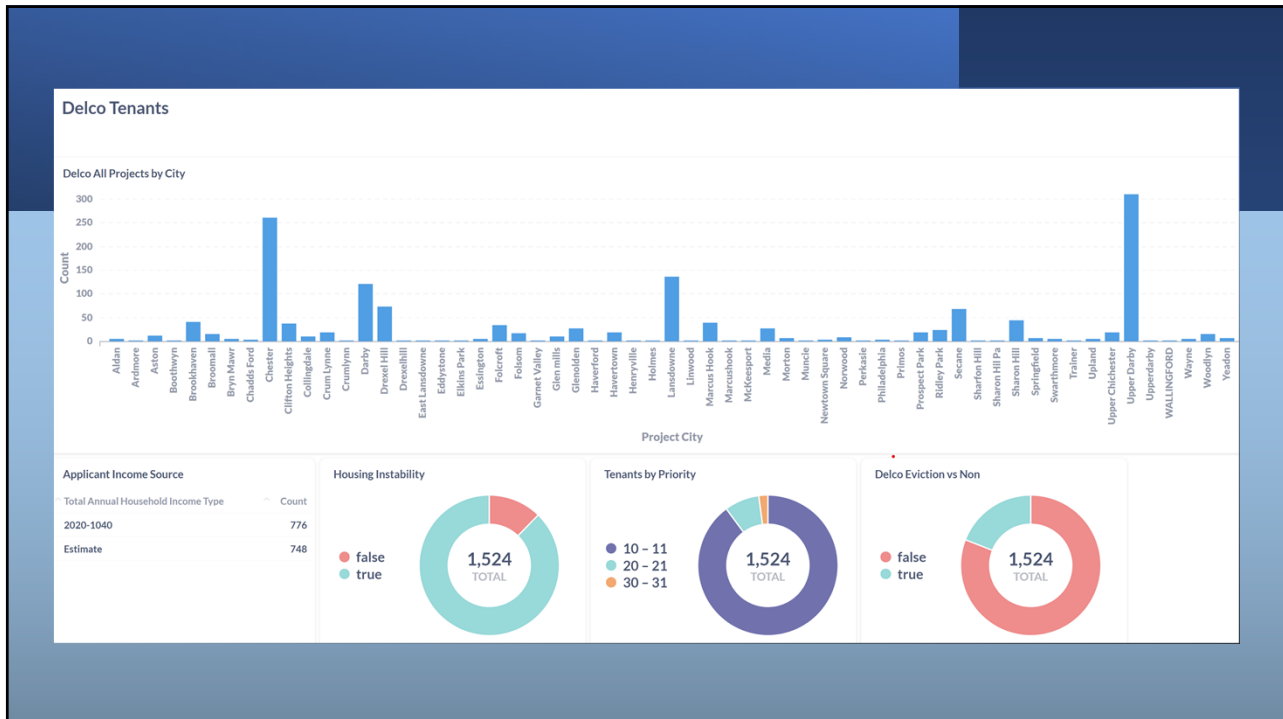 Delco Tenants
Delco All Projects by City
300
250
200
150
100
50
0
Count
Aldan
Ardmore
Aston
Boothwyn
Brookhaven
Broomall
Bryn Mawr
Chadds Ford
Chester
Clifton Heights
Collingdale
Crum Lynne
Crumlynn
Darby
Drexel Hill
Drexelhill
East Lansdowne
Eddystone
Elkins Park
Essington
Folcroft
Folsom
Garnet Valley
Glen mills
Glenolden
Haverford
Havertown
Henryville
Holmes
Lansdowne
Linwood
Marcus Hook
Marcushook
McKeesport
Media
Morton
Muncie
Newtown Square
Norwood
Perkasie
Philadelphia
Primos
Prospect Park
Ridley Park
Secane
Sharfon Hill
Sharon Hil Pa
Sharon Hill
Springfield
Swarthmore
Trainer
Upland
Upper Chichester
Upper Darby
Upperdarby
WALLINGFORD
Wayne
Woodlyn
Yeadon
Project City
Applicant Income Source
Total Annual Household Income Type Count
2020-1040 776
Estimate 748
Housing Instability
false
true
1,524
TOTAL
Tenants by Priority
10 – 11
20 – 21
30 – 31
1,524
TOTAL
Delco Eviction vs Non
false
true
1,524
TOTAL